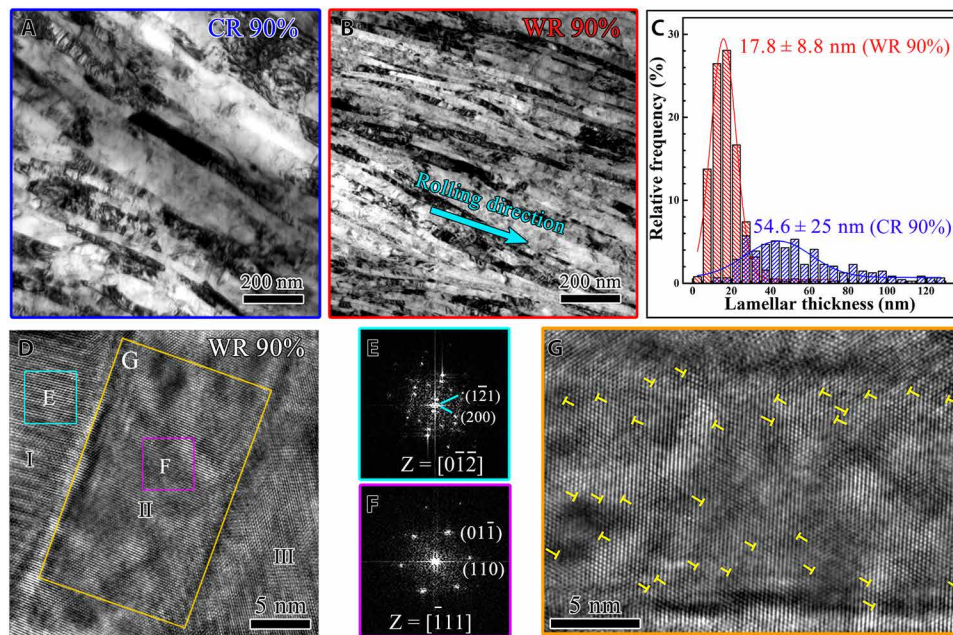 A
CR 90%
200 nm
B
WR 90%
Rolling direction
200 nm
C
30
20
10
0
Relative frequency (%)
17.8 ± 8.8 nm (WR 90%)
54.6 ± 25 nm (CR 90%)
0 20 40 60 80 100 120
Lamellar thickness (nm)
D
WR 90%
G
E
I
F
II
III
5 nm
E
(12̄1)
(200)
Z = [01̄2̄]
F
(011̄)
(110)
Z = [1̄11]
G
5 nm